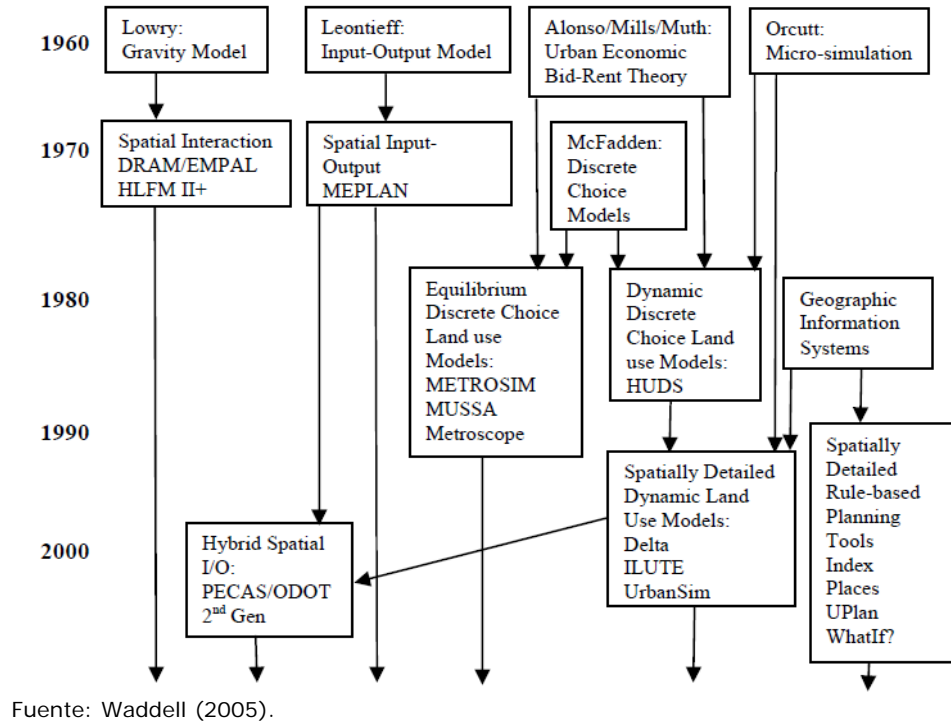 1960
Lowry:
Gravity Model
Leontieff:
Input-Output Model
Alonso/Mills/Muth:
Urban Economic
Bid-Rent Theory
Orcutt:
Micro-simulation
1970
Spatial Interaction
DRAM/EMPAL
HLFM II+
Spatial Input-
Output
MEPLAN
McFadden:
Discrete
Choice
Models
1980
Equilibrium
Discrete Choice
Land use
Models:
METROSIM
MUSSA
Metroscope
Dynamic
Discrete
Choice Land
use Models:
HUDS
Geographic
Information
Systems
1990
Spatially Detailed
Dynamic Land
Use Models:
Delta
ILUTE
UrbanSim
Spatially
Detailed
Rule-based
Planning
Tools
Index
Places
UPlan
WhatIf?
2000
Hybrid Spatial
I/O:
PECAS/ODOT
2nd Gen
Fuente: Waddell (2005).